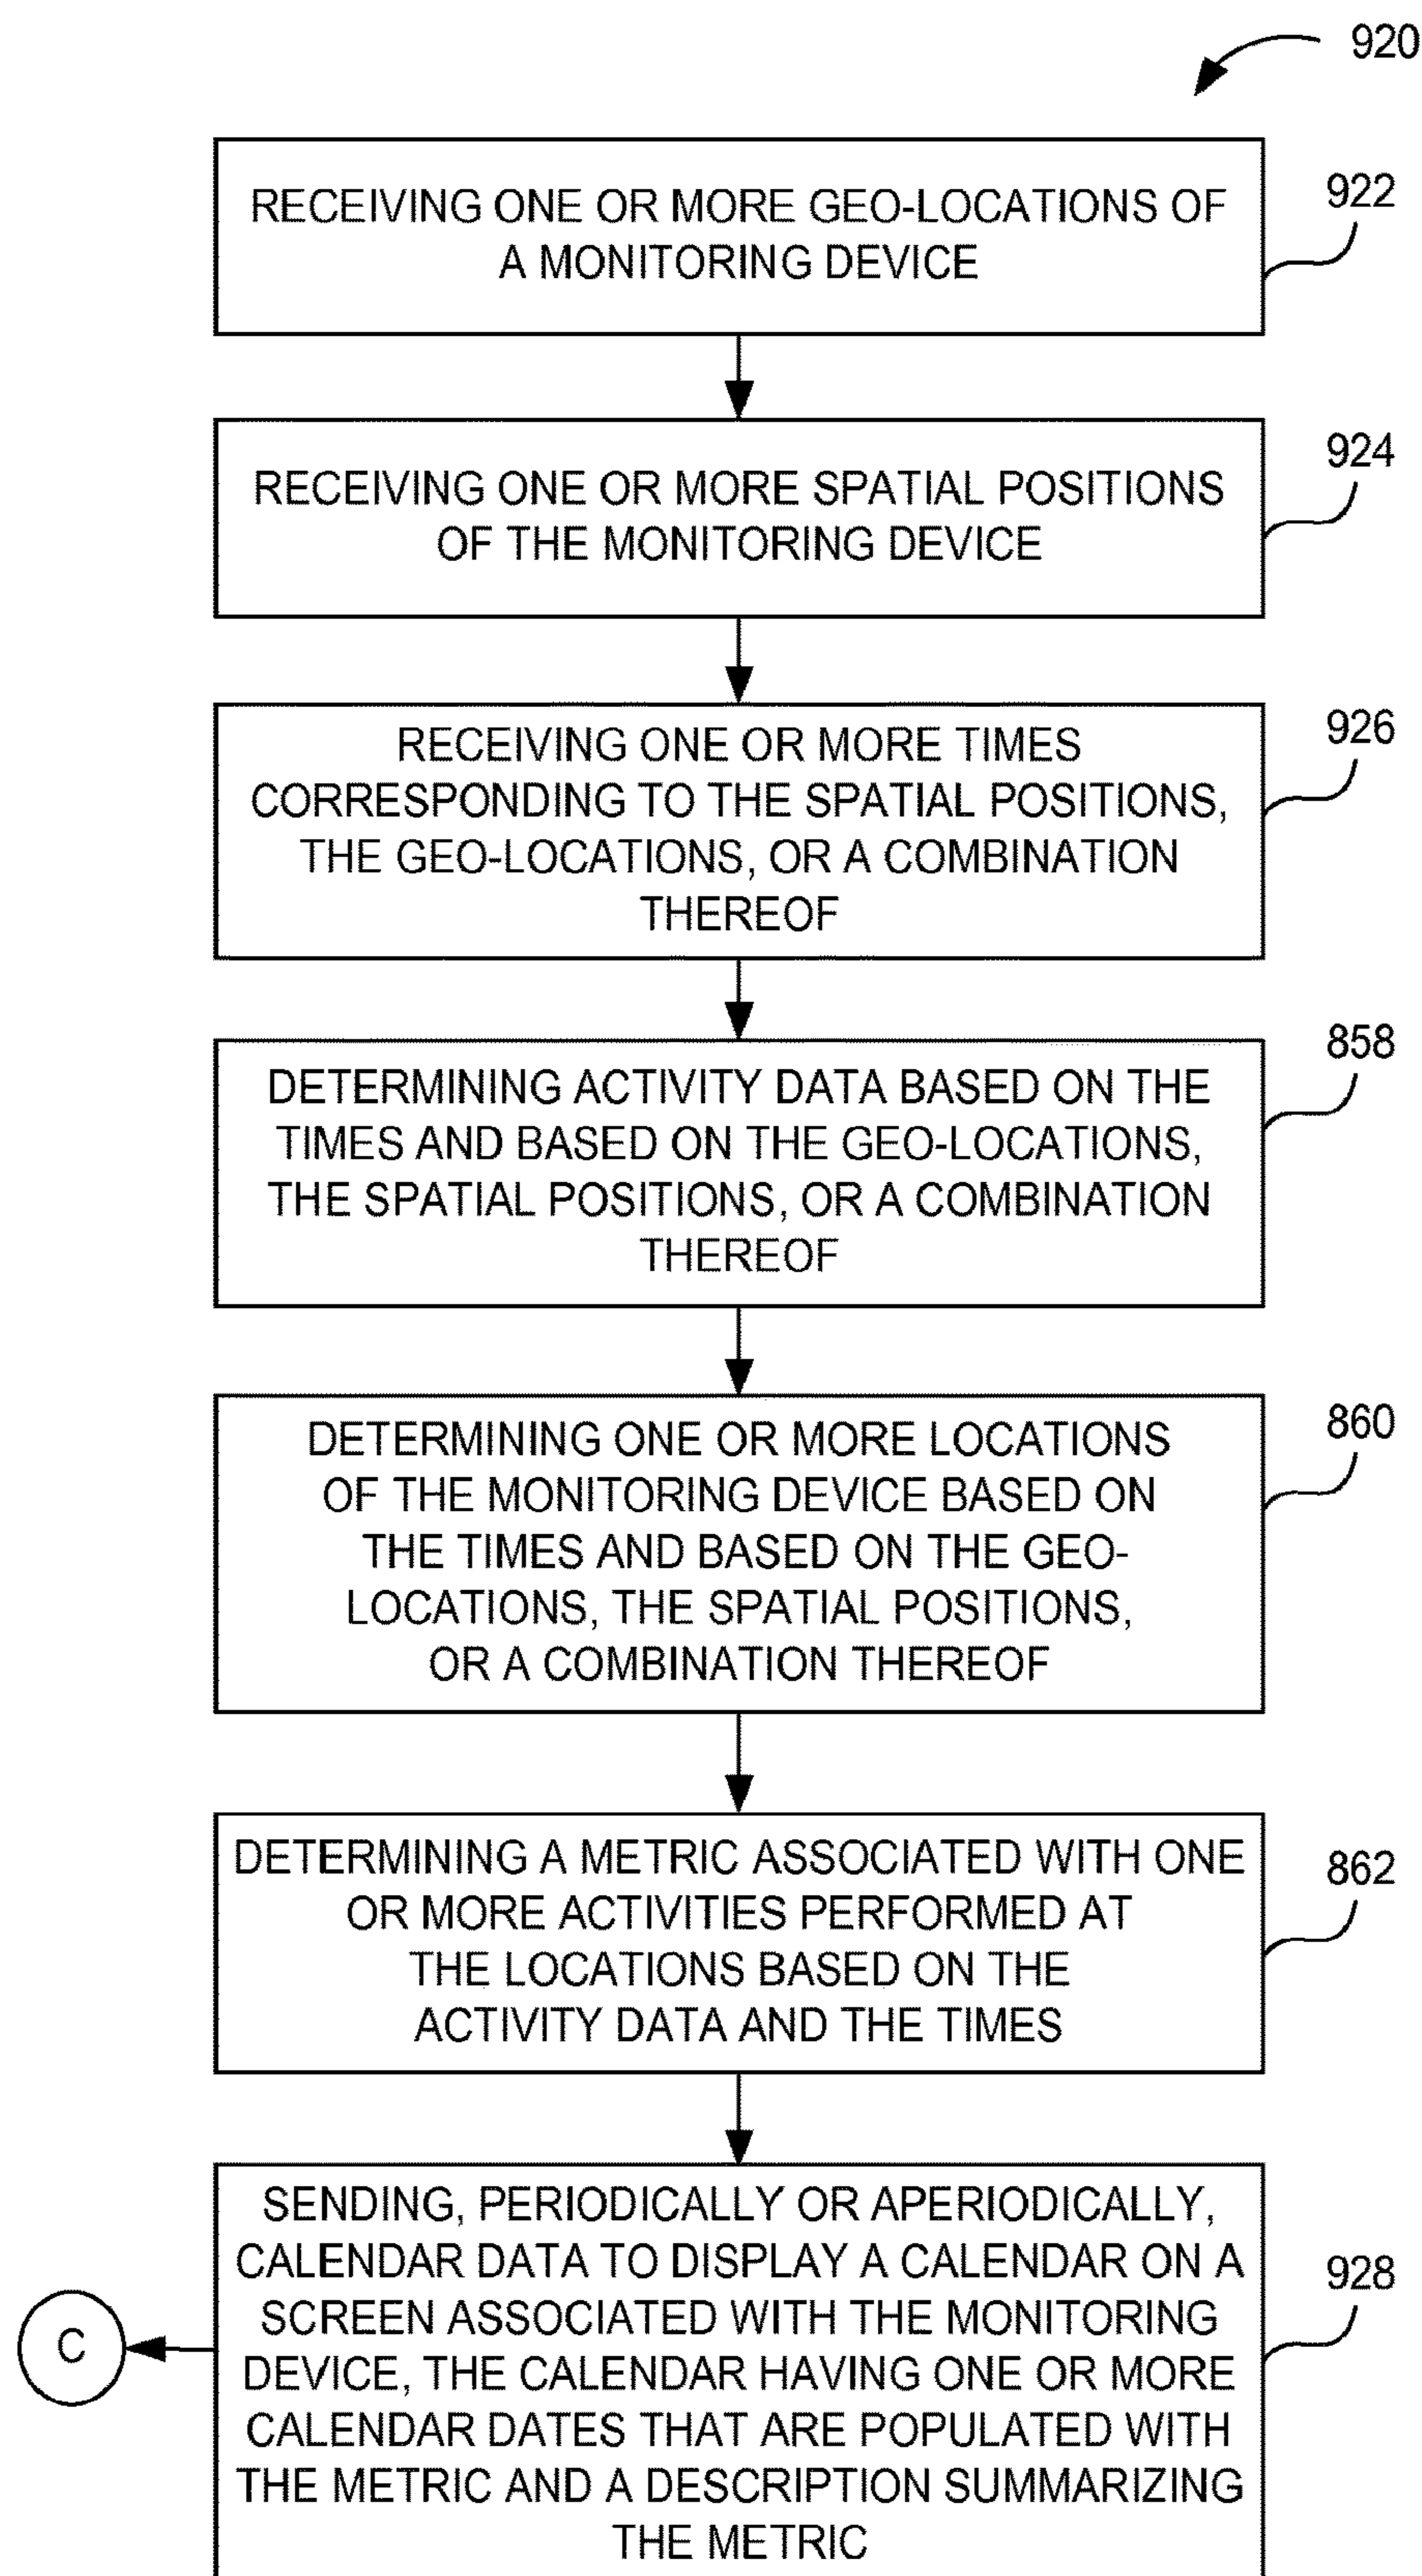 920
RECEIVING ONE OR MORE GEO-LOCATIONS OF
A MONITORING DEVICE
922
RECEIVING ONE OR MORE SPATIAL POSITIONS
OF THE MONITORING DEVICE
924
RECEIVING ONE OR MORE TIMES
CORRESPONDING TO THE SPATIAL POSITIONS,
THE GEO-LOCATIONS, OR A COMBINATION
THEREOF
926
DETERMINING ACTIVITY DATA BASED ON THE
TIMES AND BASED ON THE GEO-LOCATIONS,
THE SPATIAL POSITIONS, OR A COMBINATION
THEREOF
858
DETERMINING ONE OR MORE LOCATIONS
OF THE MONITORING DEVICE BASED ON
THE TIMES AND BASED ON THE GEO-
LOCATIONS, THE SPATIAL POSITIONS,
OR A COMBINATION THEREOF
860
DETERMINING A METRIC ASSOCIATED WITH ONE
OR MORE ACTIVITIES PERFORMED AT
THE LOCATIONS BASED ON THE
ACTIVITY DATA AND THE TIMES
862
SENDING, PERIODICALLY OR APERIODICALLY,
CALENDAR DATA TO DISPLAY A CALENDAR ON A
SCREEN ASSOCIATED WITH THE MONITORING
DEVICE, THE CALENDAR HAVING ONE OR MORE
CALENDAR DATES THAT ARE POPULATED WITH
THE METRIC AND A DESCRIPTION SUMMARIZING
THE METRIC
928
C